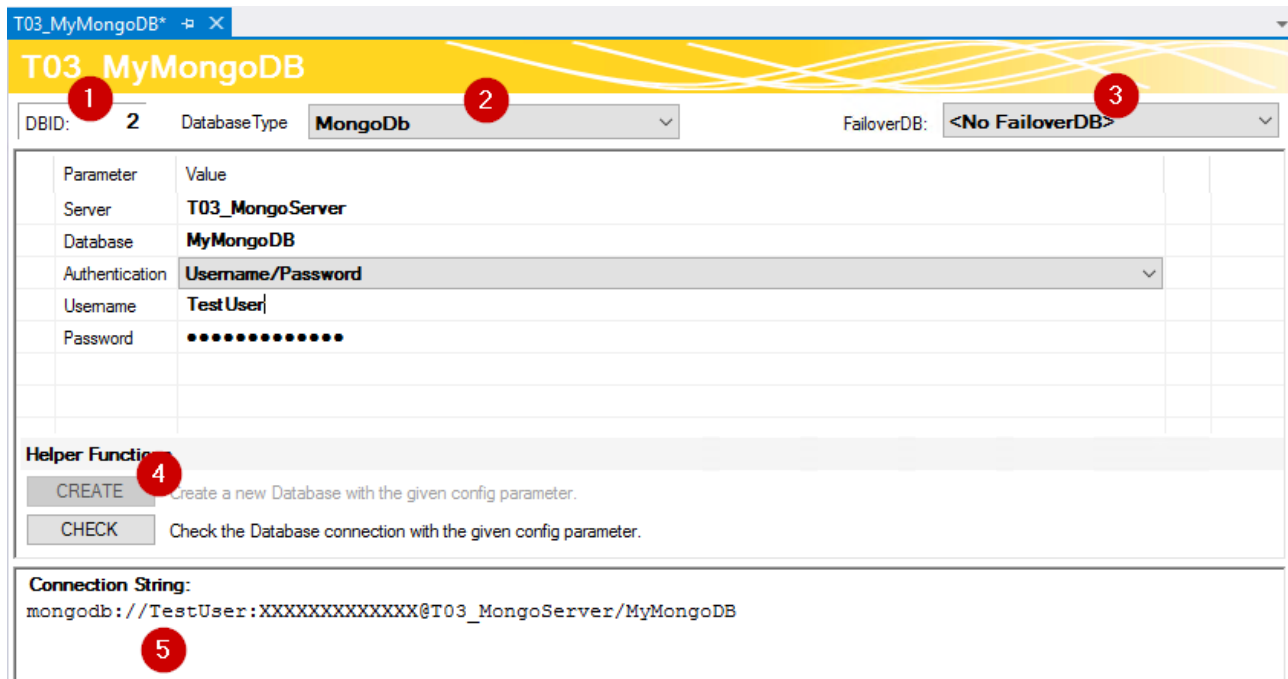 T03_MyMongoDB*
T03_MyMongoDB
1
2
3
DBID: 2 DatabaseType MongoDb FailoverDB: <No FailoverDB>
Parameter Value
Server T03_MongoServer
Database MyMongoDB
Authentication Username/Password
Username TestUser
Password •••••••••••••
Helper Functions
4
CREATE Create a new Database with the given config parameter.
CHECK Check the Database connection with the given config parameter.
Connection String:
mongodb://TestUser:XXXXXXXXXXXXX@T03_MongoServer/MyMongoDB
5